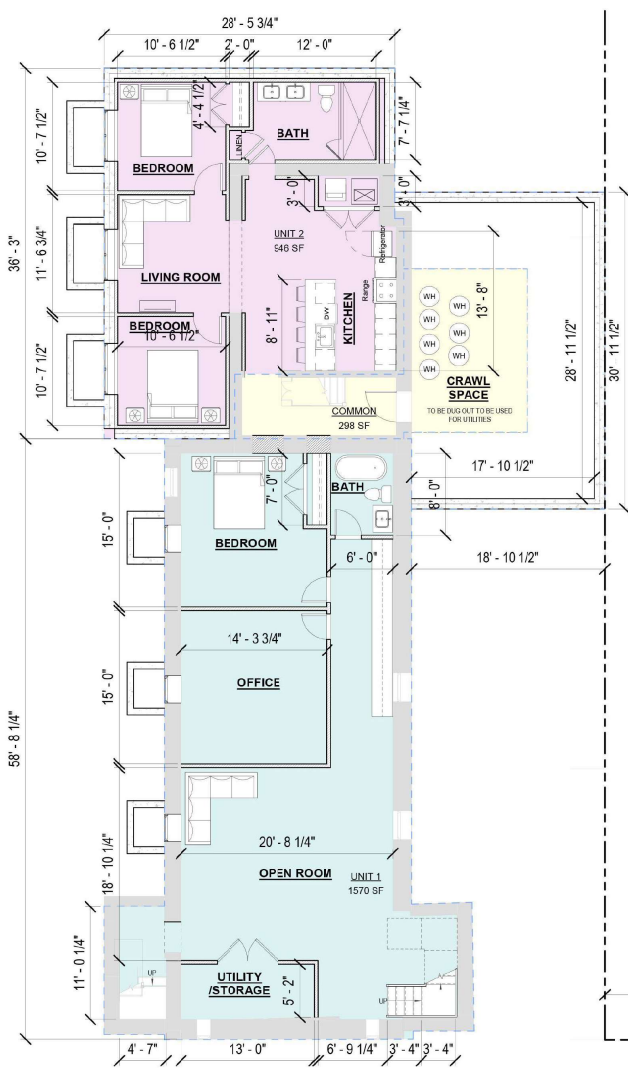 28' - 5 3/4"
10' - 6 1/2"
2' - 0"
12' - 0"
4' - 4 1/2"
10' - 7 1/2"
7' - 7 1/4"
LINEN
BATH
BEDROOM
3' - 0"
3' - 0"
UNIT 2
946 SF
Refrigerator
36' - 3"
11' - 6 3/4"
LIVING ROOM
KITCHEN
Range
DW
8' - 11"
13' - 8"
28' - 11 1/2"
30' - 11 1/2"
WH
WH
WH
WH
WH
WH
WH
BEDROOM
10' - 6 1/2"
10' - 7 1/2"
CRAWL
SPACE
TO BE DUG OUT TO BE USED
FOR UTILITIES
COMMON
298 SF
17' - 10 1/2"
7' - 0"
BATH
8' - 0"
15' - 0"
BEDROOM
6' - 0"
18' - 10 1/2"
14' - 3 3/4"
15' - 0"
OFFICE
58' - 8 1/4"
20' - 8 1/4"
18' - 10 1/4"
OPEN ROOM
UNIT 1
1570 SF
11' - 0 1/4"
UP
UTILITY
/STORAGE
5' - 2"
UP
4' - 7"
13' - 0"
6' - 9 1/4"
3' - 4"
3' - 4"